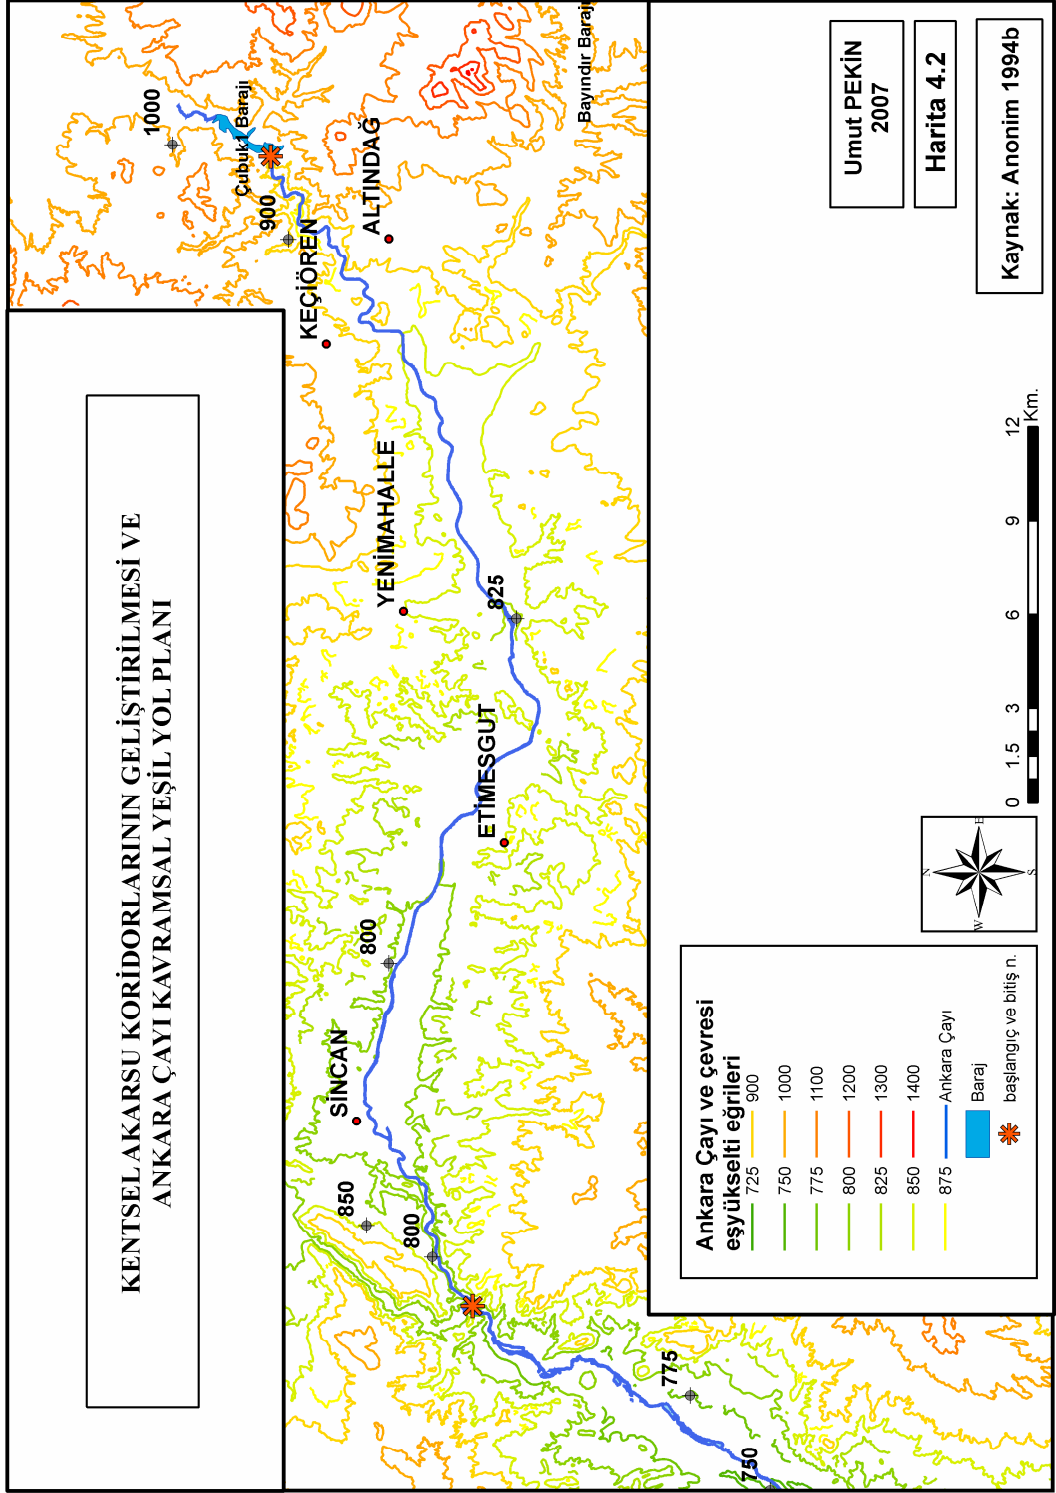 KENTSEL AKARSU KORİDORLARININ GELİŞTİRİLMESİ VE
ANKARA ÇAYI KAVRAMSAL YEŞİL YOL PLANI
1000
Çubuk1 Barajı
900
KEÇİÖREN
ALTINDAĞ
Bayındır Barajı
YENİMAHALLE
825
ETİMESGUT
800
SİNCAN
850
800
775
750
Ankara Çayı ve çevresi
eşyükselti eğrileri
725
750
775
800
825
850
875
900
1000
1100
1200
1300
1400
Ankara Çayı
Baraj
başlangıç ve bitiş n.
N
E
S
W
0 1.5 3 6 9 12
Km.
Umut PEKİN
2007
Harita 4.2
Kaynak: Anonim 1994b